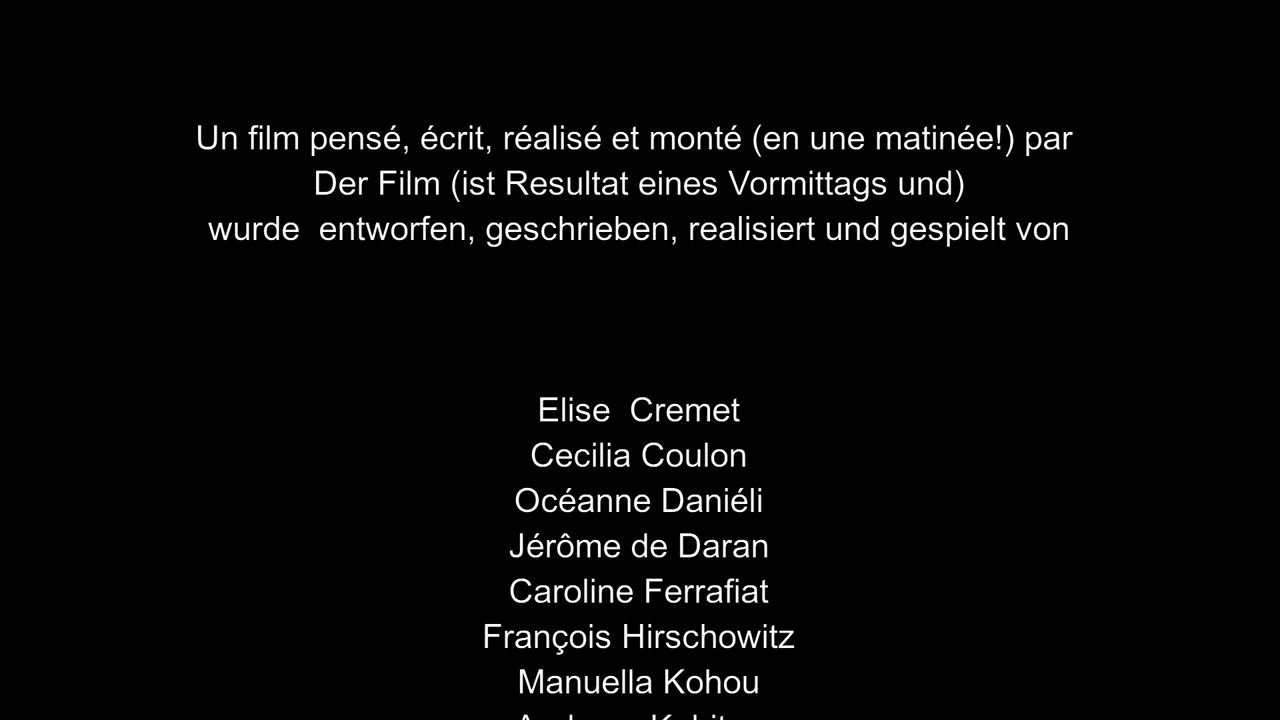 Un film pensé, écrit, réalisé et monté (en une matinée!) par
Der Film (ist Resultat eines Vormittags und)
wurde  entworfen, geschrieben, realisiert und gespielt von
Elise  Cremet
Cecilia Coulon
Océanne Daniéli
Jérôme de Daran
Caroline Ferrafiat
François Hirschowitz
Manuella Kohou